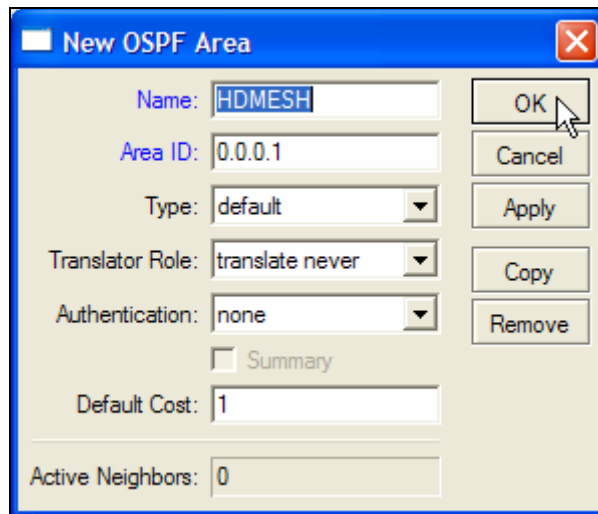 New OSPF Area
Name: HDMESH
Area ID: 0.0.0.1
Type: default
Translator Role: translate never
Authentication: none
Summary
Default Cost: 1
Active Neighbors: 0
OK
Cancel
Apply
Copy
Remove